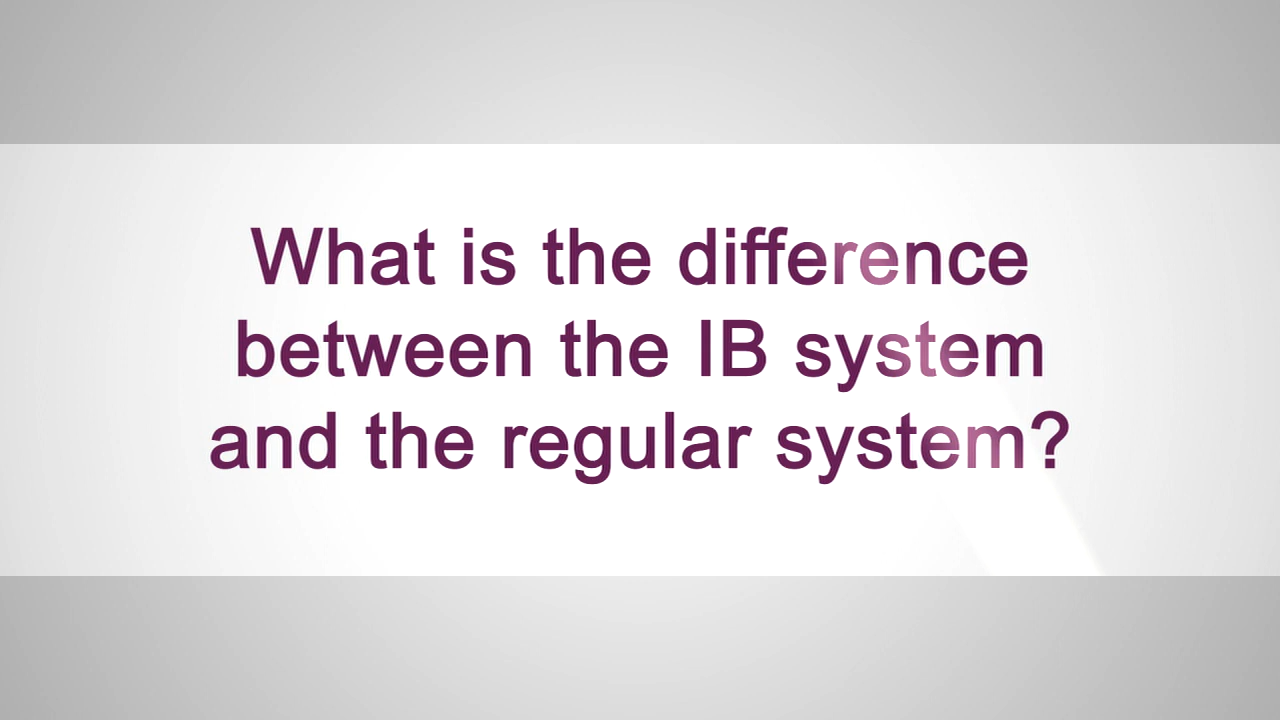 What is the difference
between the IB system
and the regular system?